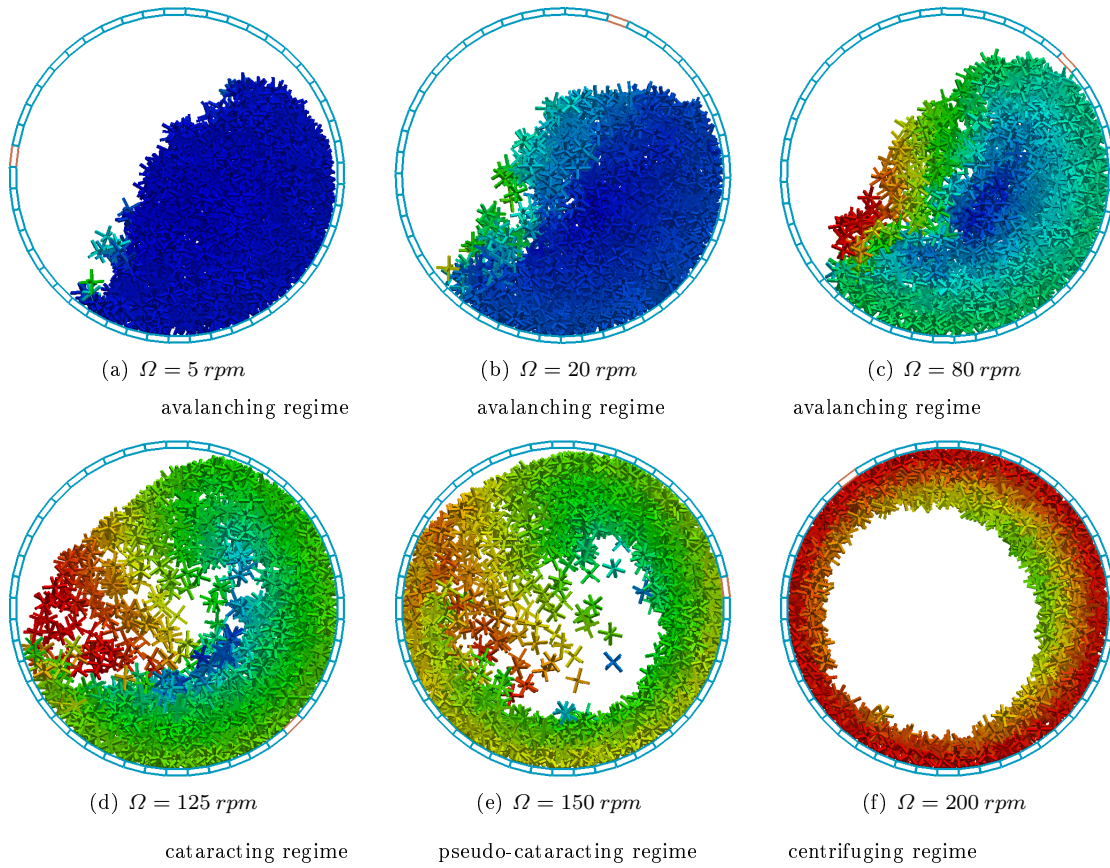 (a) Ω = 5 rpm (b) Ω = 20 rpm (c) Ω = 80 rpm
avalanching regime avalanching regime avalanching regime
(d) Ω = 125 rpm (e) Ω = 150 rpm (f) Ω = 200 rpm
cataracting regime pseudo-cataracting regime centrifuging regime